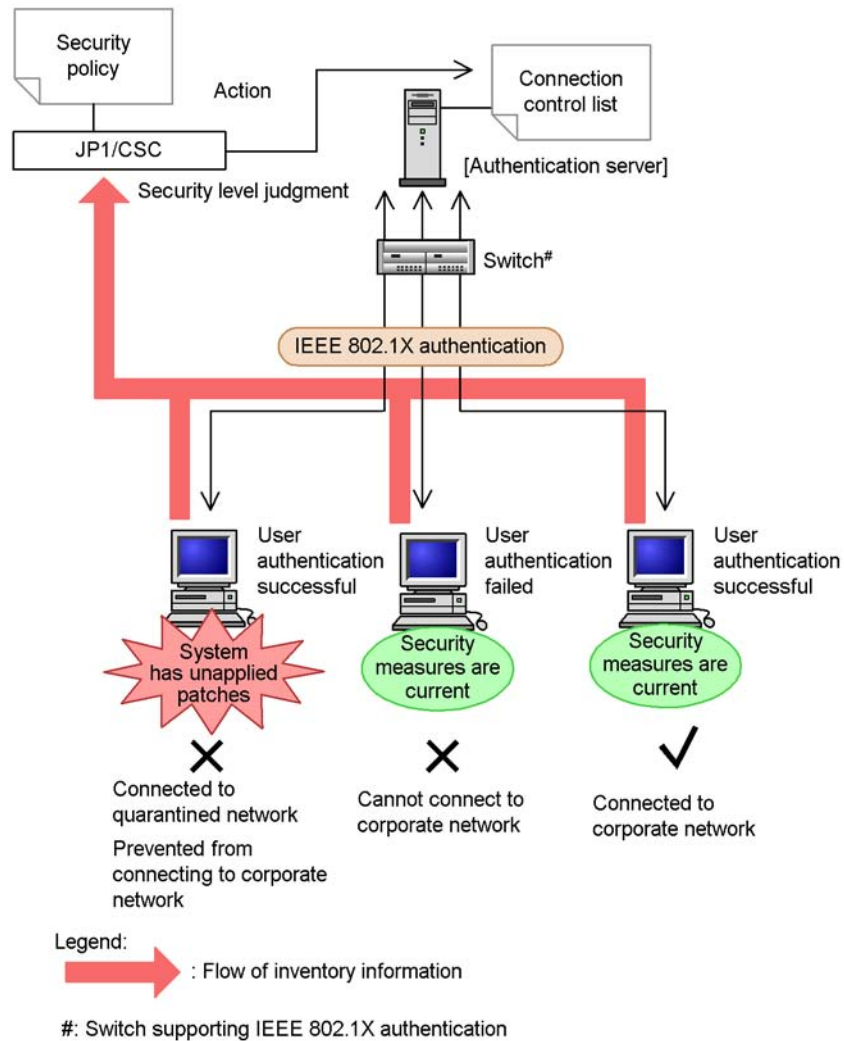 Security
policy
Action
Connection
control list
JP1/CSC
[Authentication server]
Security level judgment
Switch#
IEEE 802.1X authentication
User
authentication
successful
User
authentication
failed
User
authentication
successful
System
has unapplied
patches
Security
measures are
current
Security
measures are
current
Connected to
quarantined network
Prevented from
connecting to corporate
network
Cannot connect to
corporate network
Connected to
corporate network
Legend:
: Flow of inventory information
#: Switch supporting IEEE 802.1X authentication